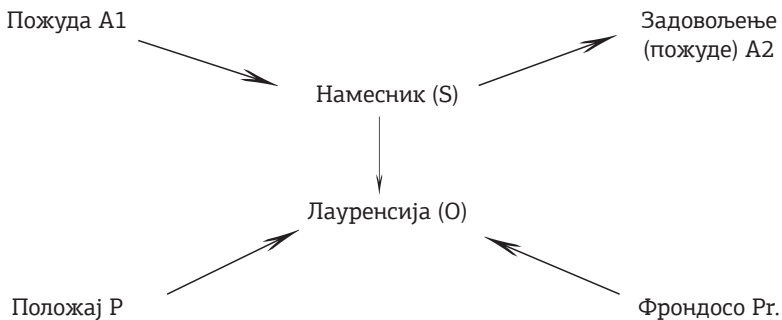 Пожуда А1
Задовољење
(пожуде) А2
Намесник (S)
Лауренсија (О)
Положај Р
Фрондосо Pr.